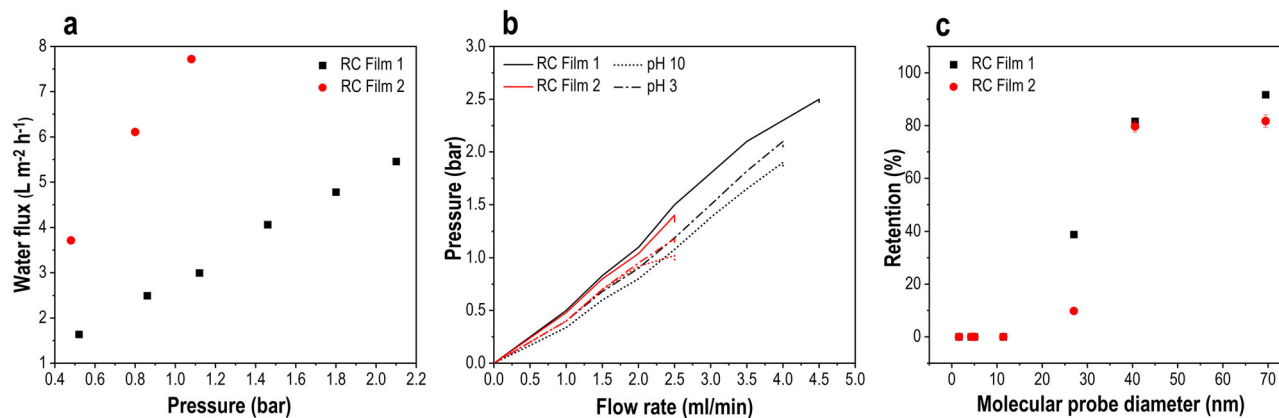 a
8
7
6
5
4
3
2
1
Water flux (L m⁻² h⁻¹)
RC Film 1
RC Film 2
0.4 0.6 0.8 1.0 1.2 1.4 1.6 1.8 2.0 2.2
Pressure (bar)
b
3.0
2.5
2.0
1.5
1.0
0.5
0.0
Pressure (bar)
RC Film 1 pH 10
RC Film 2 pH 3
0.0 0.5 1.0 1.5 2.0 2.5 3.0 3.5 4.0 4.5 5.0
Flow rate (ml/min)
c
100
80
60
40
20
0
Retention (%)
RC Film 1
RC Film 2
0 10 20 30 40 50 60 70
Molecular probe diameter (nm)